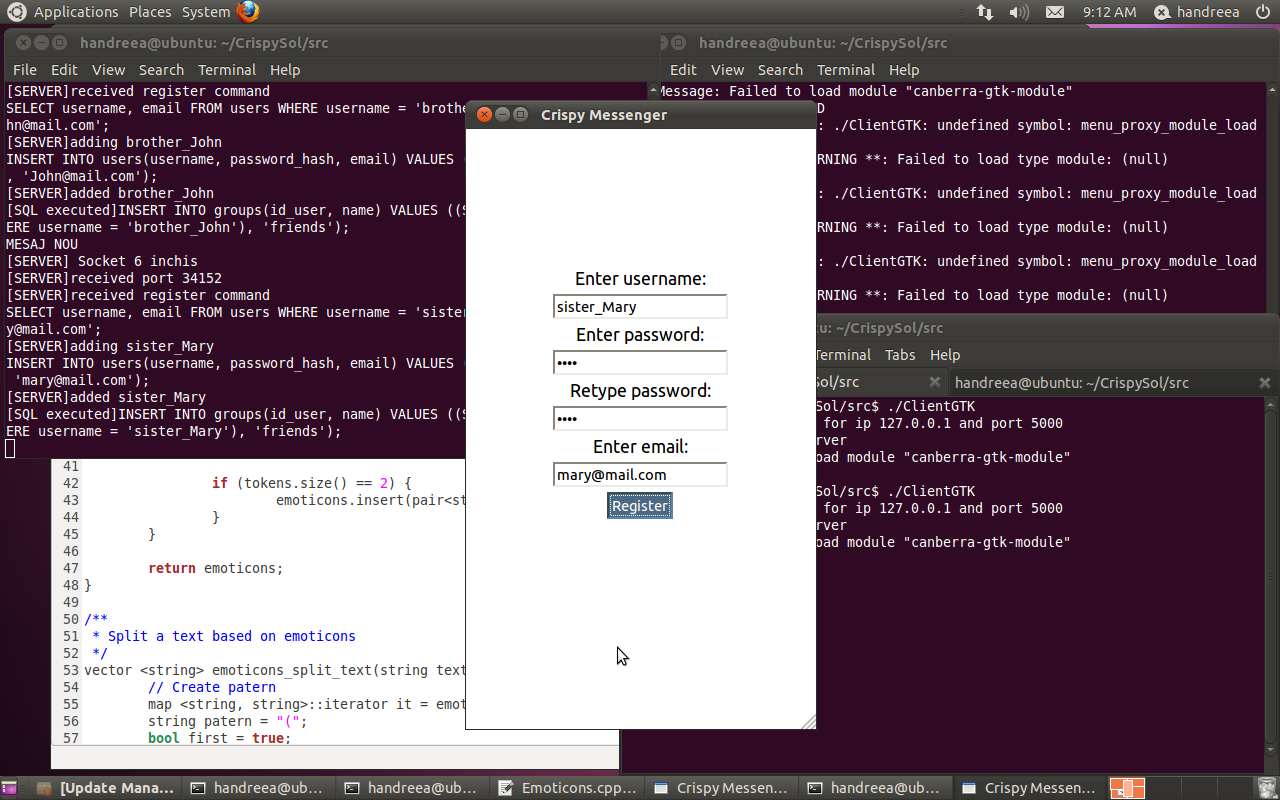 Applications Places System
9:12 AM handreea
handreea@ubuntu: ~/CrispySol/src
File Edit View Search Terminal Help
[SERVER]received register command
SELECT username, email FROM users WHERE username = 'brothe
hn@mail.com';
[SERVER]adding brother_John
INSERT INTO users(username, password_hash, email) VALUES (
, 'John@mail.com');
[SERVER]added brother_John
[SQL executed]INSERT INTO groups(id_user, name) VALUES ((S
ERE username = 'brother_John'), 'friends');
MESAJ NOU
[SERVER] Socket 6 inchis
[SERVER]received port 34152
[SERVER]received register command
SELECT username, email FROM users WHERE username = 'sister
y@mail.com';
[SERVER]adding sister_Mary
INSERT INTO users(username, password_hash, email) VALUES (
'mary@mail.com');
[SERVER]added sister_Mary
[SQL executed]INSERT INTO groups(id_user, name) VALUES ((S
ERE username = 'sister_Mary'), 'friends');
handreea@ubuntu: ~/CrispySol/src
Edit View Search Terminal Help
Message: Failed to load module "canberra-gtk-module"
D
: ./ClientGTK: undefined symbol: menu_proxy_module_load
RNING **: Failed to load type module: (null)
: ./ClientGTK: undefined symbol: menu_proxy_module_load
RNING **: Failed to load type module: (null)
: ./ClientGTK: undefined symbol: menu_proxy_module_load
RNING **: Failed to load type module: (null)
Crispy Messenger
Enter username:
sister_Mary
Enter password:
••••
Retype password:
••••
Enter email:
mary@mail.com
Register
tu: ~/CrispySol/src
Terminal Tabs Help
Sol/src handreea@ubuntu: ~/CrispySol/src
Sol/src$ ./ClientGTK
for ip 127.0.0.1 and port 5000
rver
oad module "canberra-gtk-module"
Sol/src$ ./ClientGTK
for ip 127.0.0.1 and port 5000
rver
oad module "canberra-gtk-module"
41
42 if (tokens.size() == 2) {
43 emoticons.insert(pair<st
44 }
45 }
46
47 return emoticons;
48 }
49
50 /**
51 * Split a text based on emoticons
52 */
53 vector <string> emoticons_split_text(string text
54 // Create patern
55 map <string, string>::iterator it = emot
56 string patern = "(";
57 bool first = true;
[Update Mana... handreea@ub... handreea@ub... Emoticons.cpp... Crispy Messen... handreea@ub... Crispy Messen...